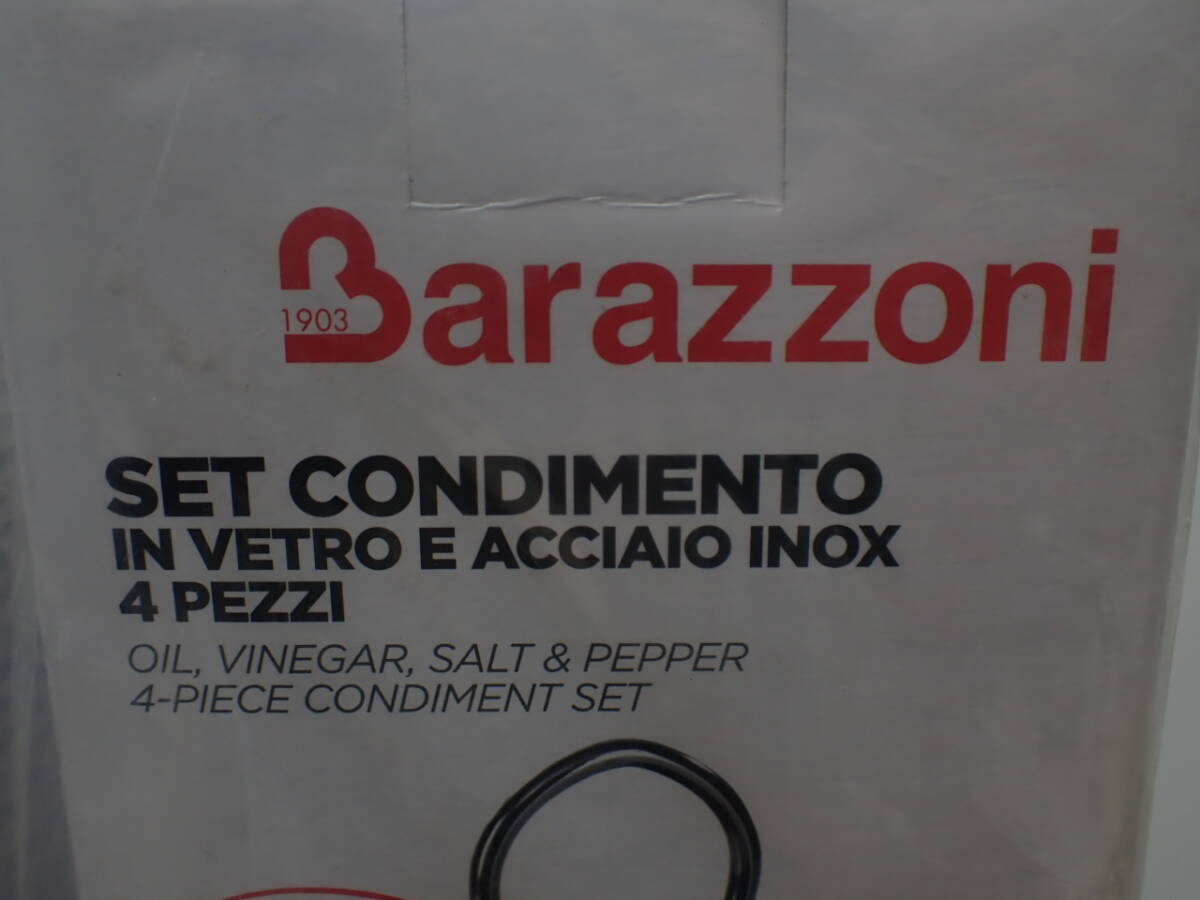 Barazzoni
1903
SET CONDIMENTO
IN VETRO E ACCIAIO INOX
4 PEZZI
OIL, VINEGAR, SALT & PEPPER
4-PIECE CONDIMENT SET